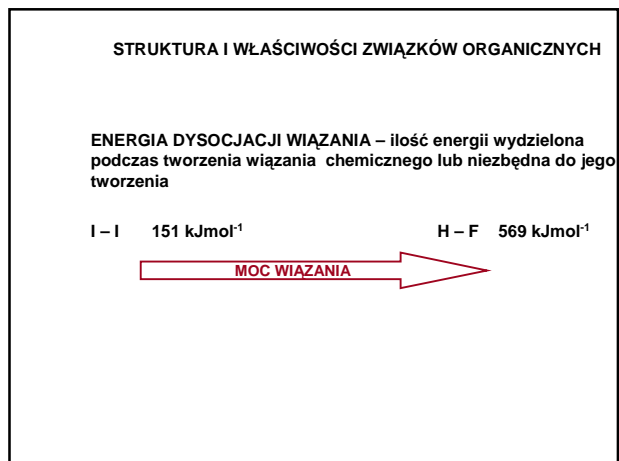 STRUKTURA I WŁAŚCIWOŚCI ZWIĄZKÓW ORGANICZNYCH
ENERGIA DYSOCJACJI WIĄZANIA – ilość energii wydzielona
podczas tworzenia wiązania chemicznego lub niezbędna do jego
tworzenia
I – I 151 kJmol⁻¹ H – F 569 kJmol⁻¹
MOC WIĄZANIA